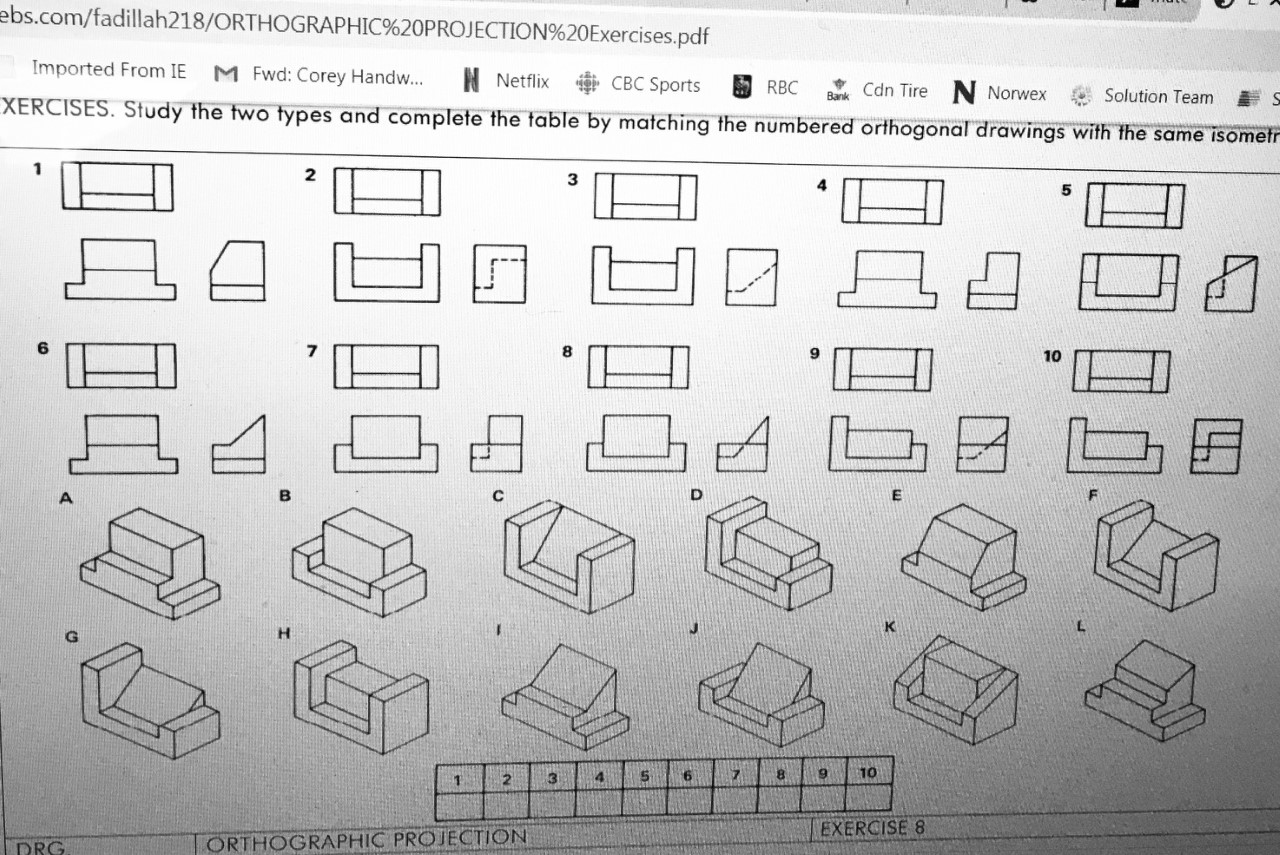 ebs.com/fadillah218/ORTHOGRAPHIC%20PROJECTION%20Exercises.pdf
Imported From IE Fwd: Corey Handw... Netflix CBC Sports RBC Bank Cdn Tire Norwex Solution Team S
XERCISES. Study the two types and complete the table by matching the numbered orthogonal drawings with the same isometr
1 2 3 4 5
6 7 8 9 10
A B C D E F
G H I J K L
1 2 3 4 5 6 7 8 9 10
DRG ORTHOGRAPHIC PROJECTION EXERCISE 8